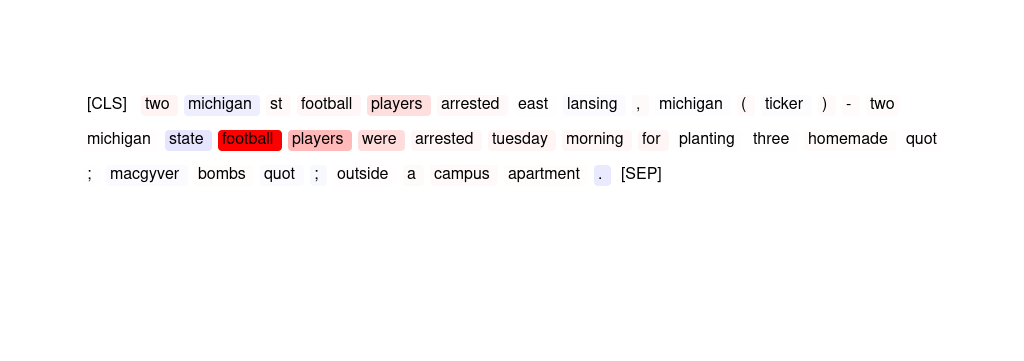 [CLS] two michigan st football players arrested east lansing , michigan ( ticker ) - two
michigan state football players were arrested tuesday morning for planting three homemade quot
; macgyver bombs quot ; outside a campus apartment . [SEP]